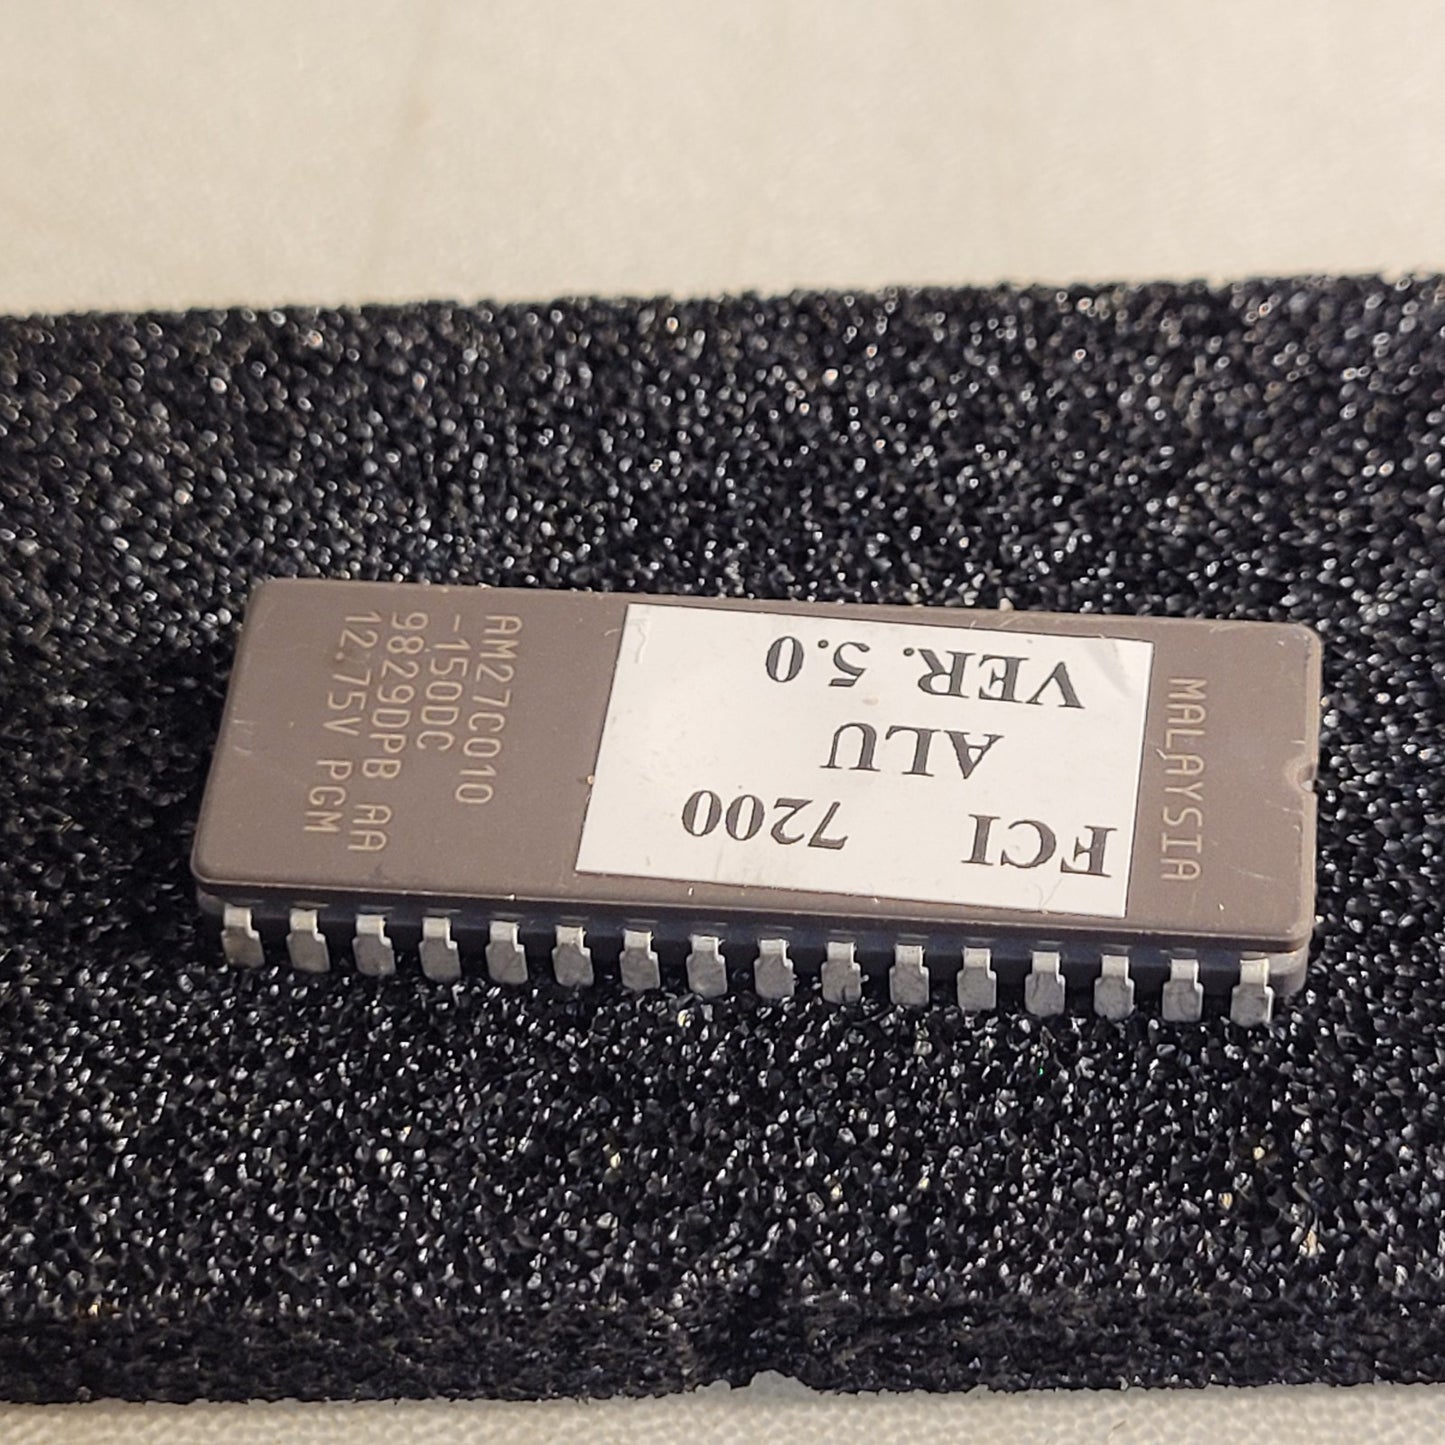 AM27C010
-150DC
9829DPB AA
12.75V PGM
FCI 7200
ALU
VER. 5.0
MALAYSIA